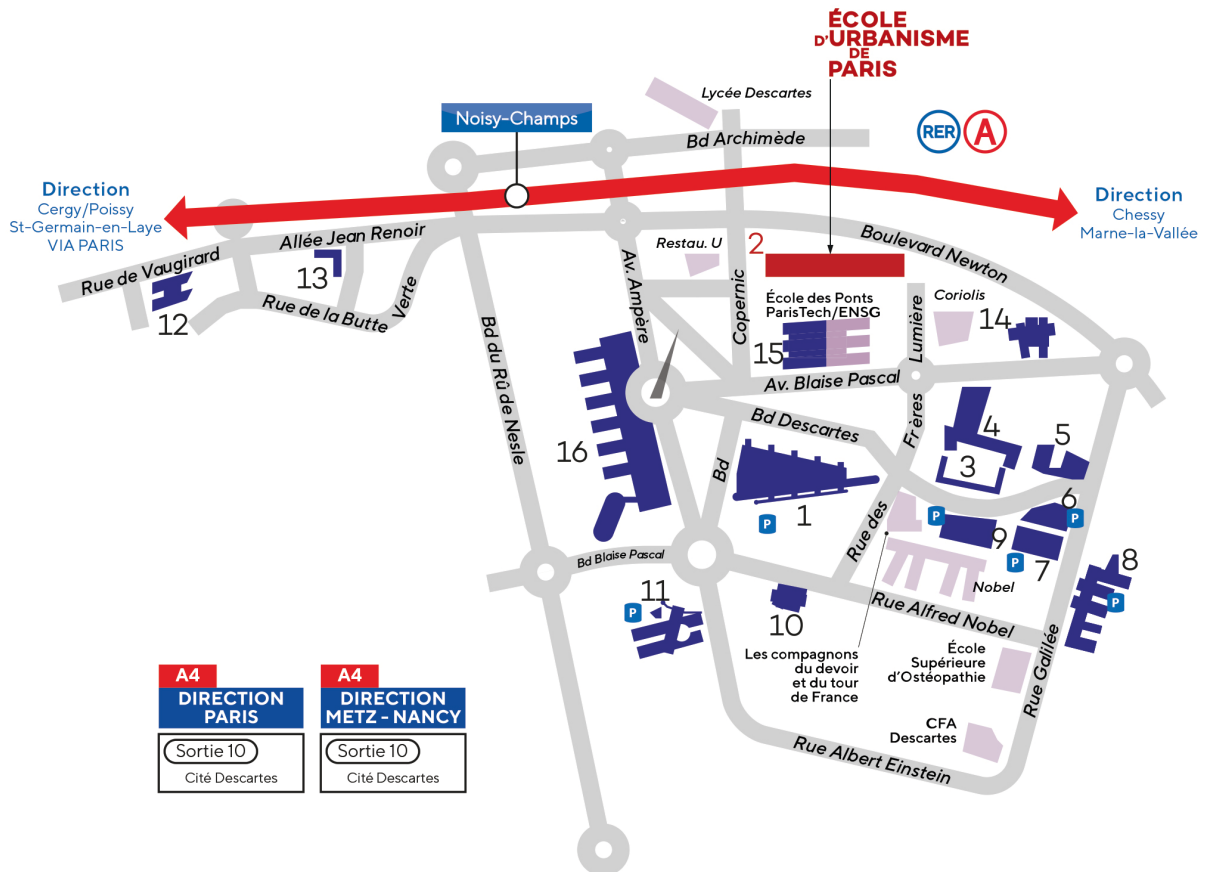 ÉCOLE
D'URBANISME
DE
PARIS
Lycée Descartes
Noisy-Champs
Bd Archimède
RER A
Direction
Cergy/Poissy
St-Germain-en-Laye
VIA PARIS
Direction
Chessy
Marne-la-Vallée
Rue de Vaugirard
Allée Jean Renoir
Rue de la Butte Verte
Bd du Rû de Nesle
Av. Ampère
Restau. U
2
Copernic
Bd
Boulevard Newton
12
13
École des Ponts
ParisTech/ENSG
15
Coriolis
14
Rue des Frères Lumière
Av. Blaise Pascal
Bd Descartes
16
4
3
5
1
P
P
9
6
P
7
P
8
P
Bd Blaise Pascal
11
P
10
Nobel
Rue Alfred Nobel
Rue Galilée
Les compagnons
du devoir
et du tour
de France
École
Supérieure
d'Ostéopathie
CFA
Descartes
Rue Albert Einstein
A4
DIRECTION
PARIS
Sortie 10
Cité Descartes
A4
DIRECTION
METZ - NANCY
Sortie 10
Cité Descartes